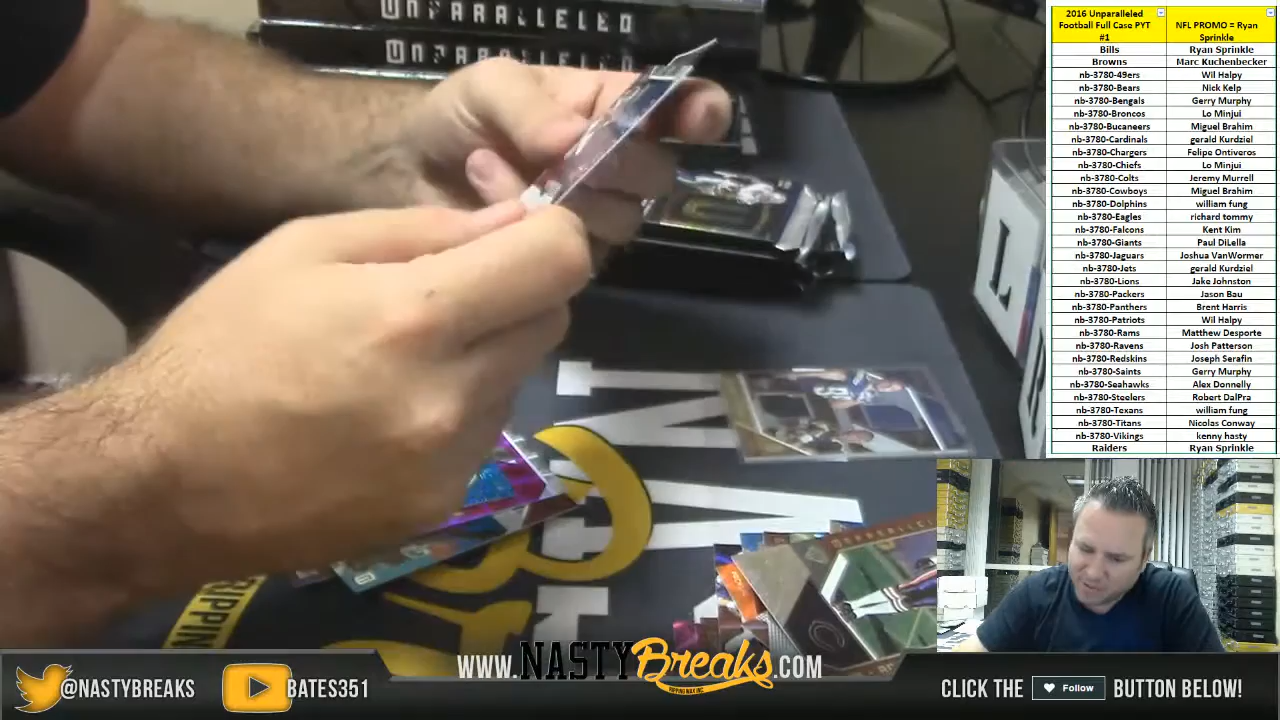 UNPARALLELED
UNPARALLELED
2016 Unparalleled Football Full Case PYT #1 NFL PROMO = Ryan Sprinkle
Bills Ryan Sprinkle
Browns Marc Kuchenbecker
nb-3780-49ers Wil Halpy
nb-3780-Bears Nick Kelp
nb-3780-Bengals Gerry Murphy
nb-3780-Broncos Lo Minjui
nb-3780-Bucaneers Miguel Brahim
nb-3780-Cardinals gerald Kurdziel
nb-3780-Chargers Felipe Ontiveros
nb-3780-Chiefs Lo Minjui
nb-3780-Colts Jeremy Murrell
nb-3780-Cowboys Miguel Brahim
nb-3780-Dolphins william fung
nb-3780-Eagles richard tommy
nb-3780-Falcons Kent Kim
nb-3780-Giants Paul DiLella
nb-3780-Jaguars Joshua VanWormer
nb-3780-Jets gerald Kurdziel
nb-3780-Lions Jake Johnston
nb-3780-Packers Jason Bau
nb-3780-Panthers Brent Harris
nb-3780-Patriots Wil Halpy
nb-3780-Rams Matthew Desporte
nb-3780-Ravens Josh Patterson
nb-3780-Redskins Joseph Serafin
nb-3780-Saints Gerry Murphy
nb-3780-Seahawks Alex Donnelly
nb-3780-Steelers Robert DalPra
nb-3780-Texans william fung
nb-3780-Titans Nicolas Conway
nb-3780-Vikings kenny hasty
Raiders Ryan Sprinkle
L
RIPPIN
@NASTYBREAKS
BATES351
WWW.NASTYBreaks.COM
RIPPING WAX INC.
CLICK THE Follow BUTTON BELOW!